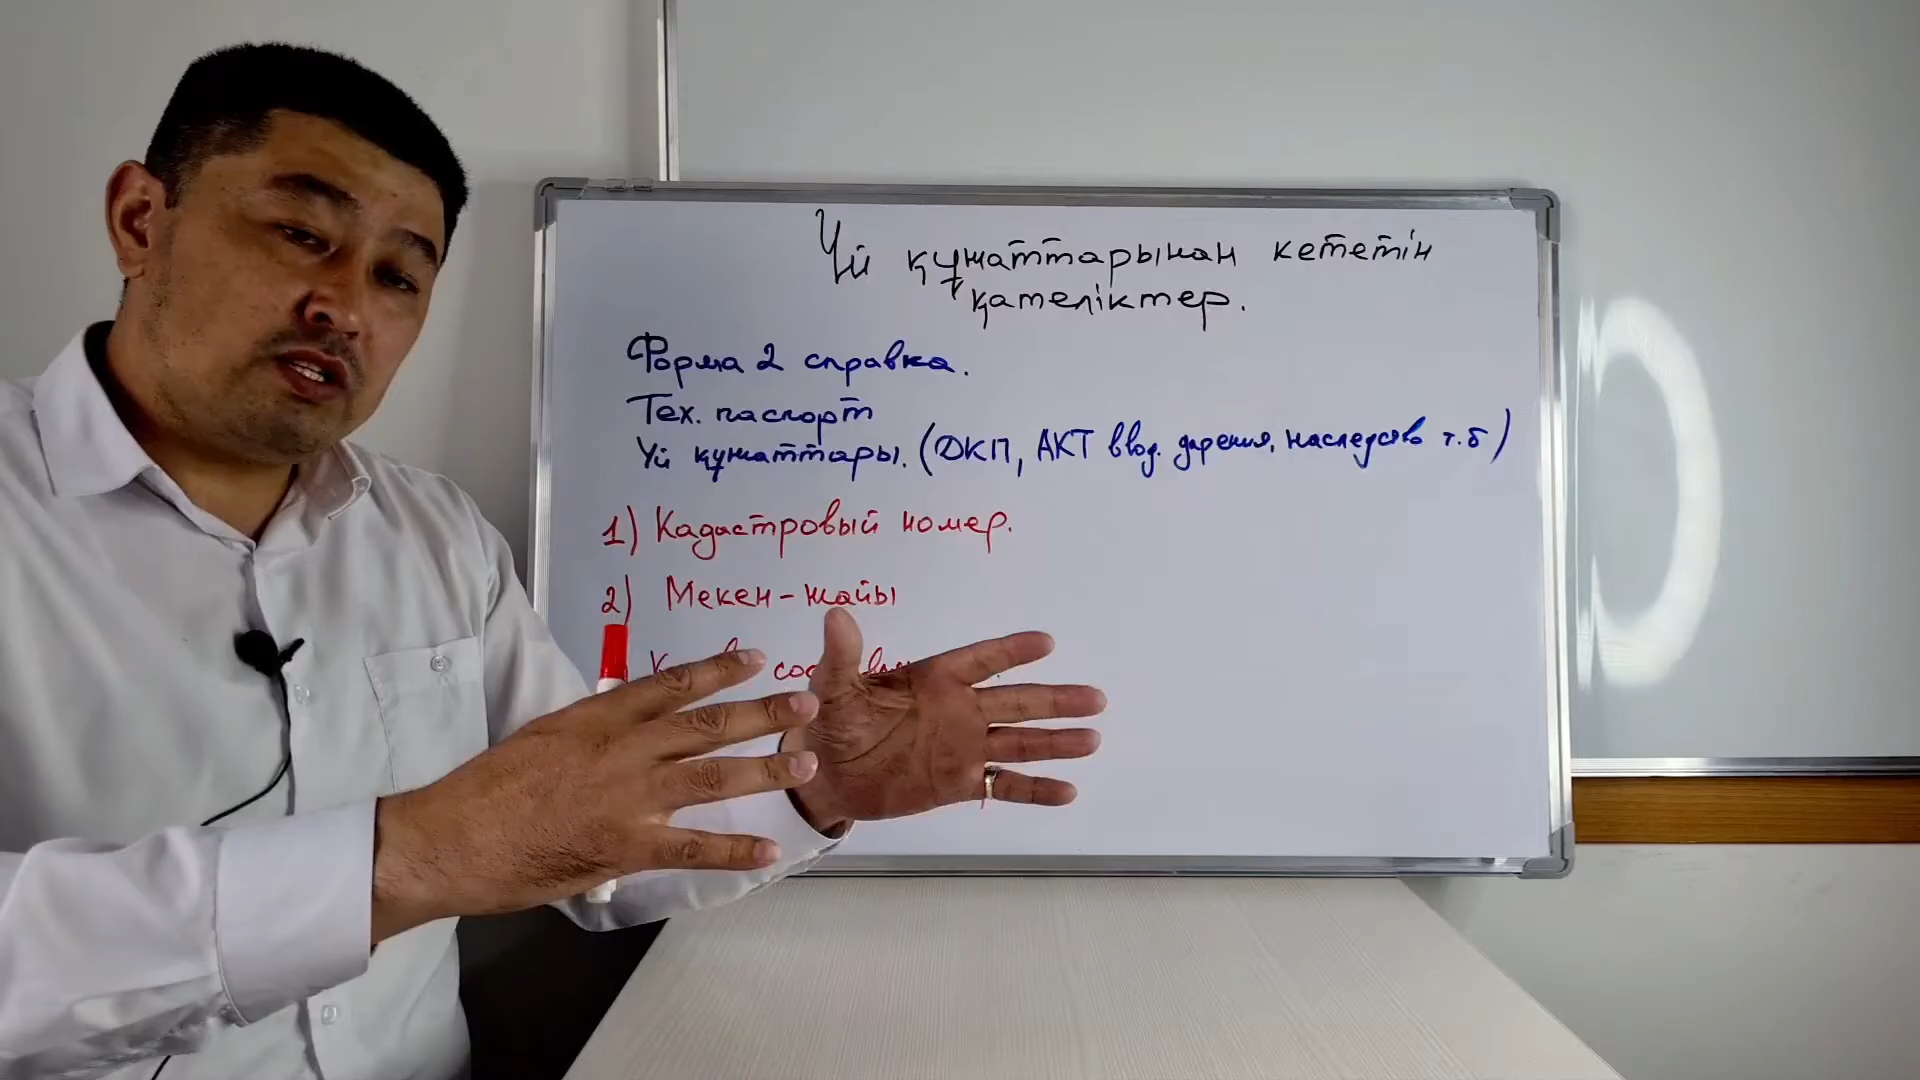 Үй құжаттарынан кететін
қателіктер.
Форма 2 справка.
Тех. паспорт
Үй құжаттары. (ДКП, АКТ ввод. дарения, наследство т.б)
1) Кадастровый номер.
2) Мекен-жайы